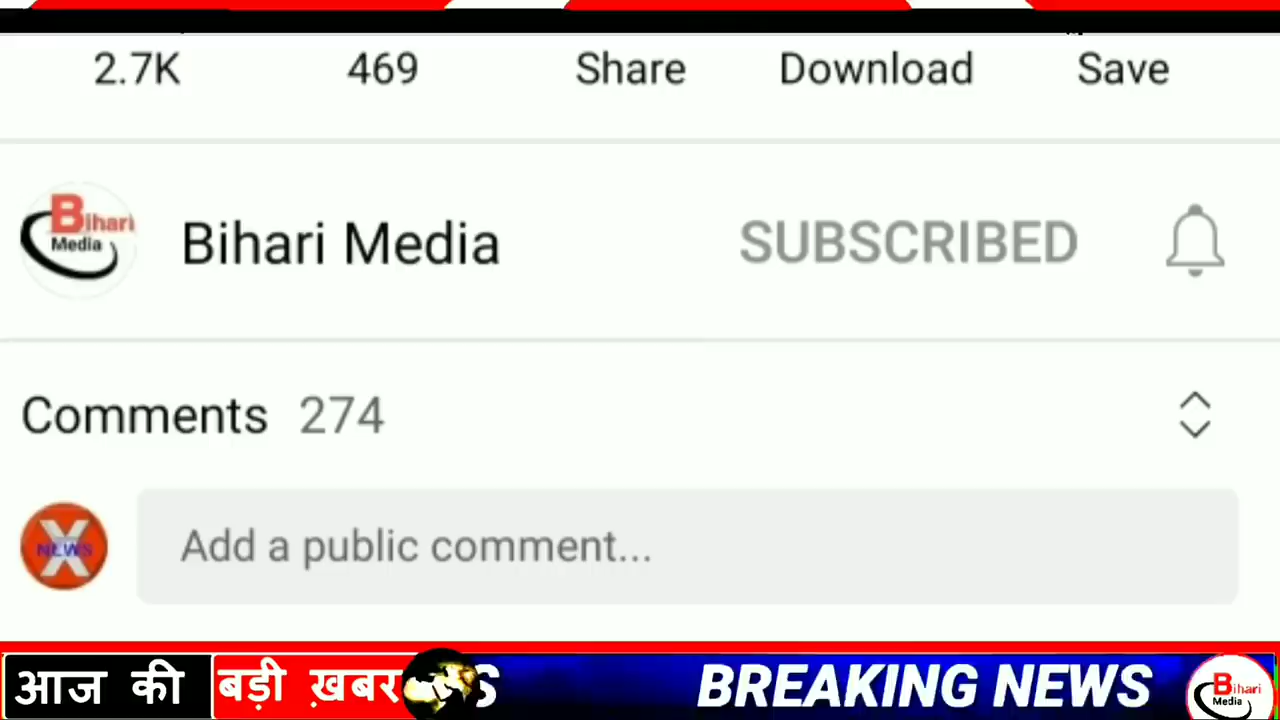 2.7K 469 Share Download Save
Bihari Media Bihari Media SUBSCRIBED
Comments 274
X NEWS Add a public comment...
आज की बड़ी ख़बर S BREAKING NEWS Bihari Media